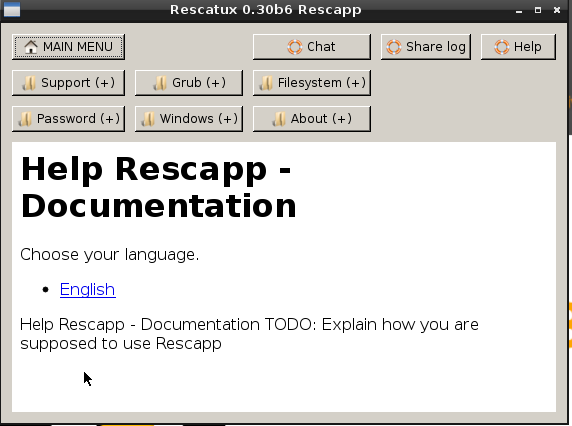 Rescatux 0.30b6 Rescapp
MAIN MENU
Chat
Share log
Help
Support (+)
Grub (+)
Filesystem (+)
Password (+)
Windows (+)
About (+)
Help Rescapp -
Documentation
Choose your language.
English
Help Rescapp - Documentation TODO: Explain how you are
supposed to use Rescapp